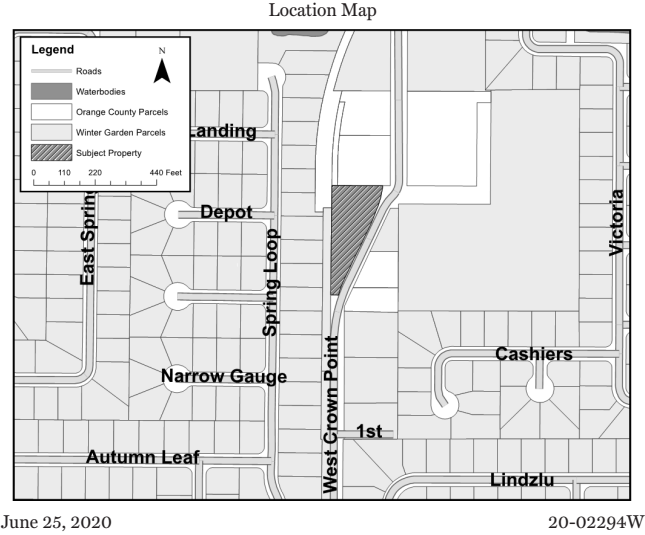 Location Map
Legend
N
Roads
Waterbodies
Orange County Parcels
Winter Garden Parcels
Subject Property
0 110 220 440 Feet
Landing
Depot
East Sprin
Spring Loop
Victoria
Cashiers
Narrow Gauge
West Crown Point
1st
Autumn Leaf
Lindzlu
June 25, 2020 20-02294W